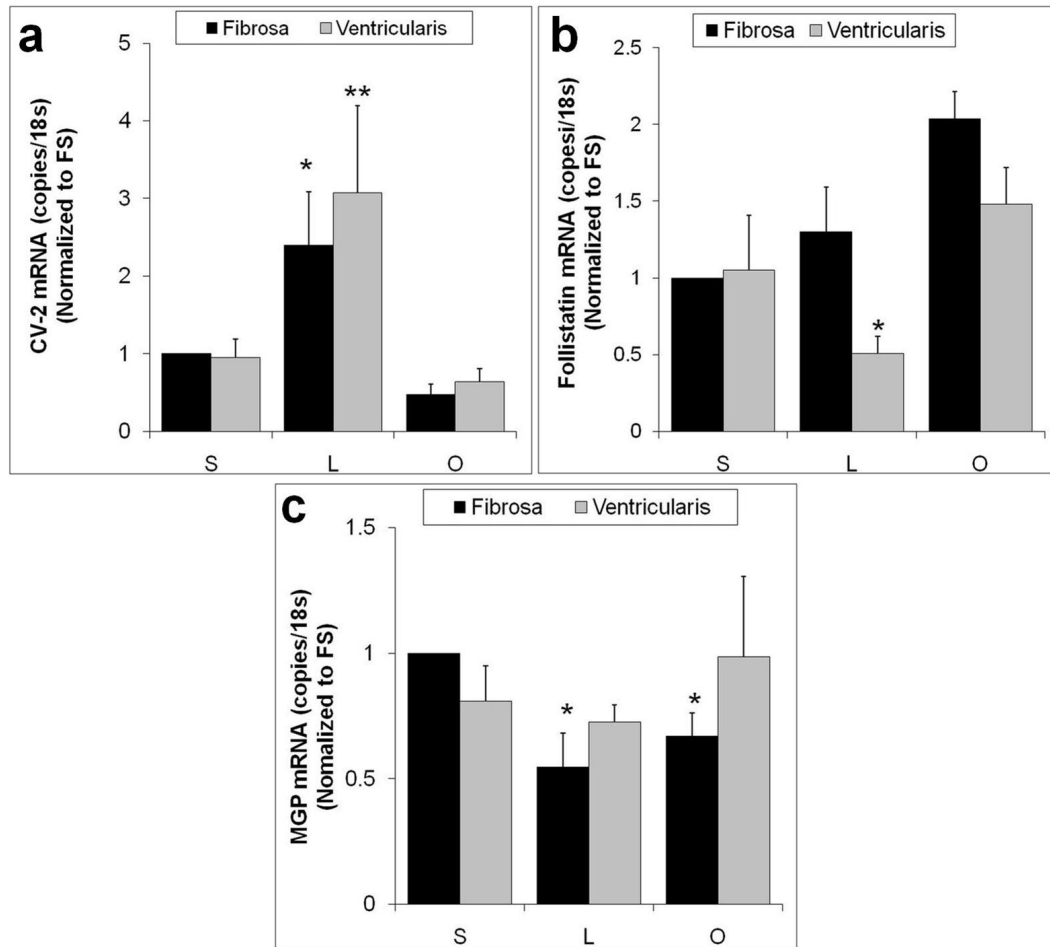 a
Fibrosa Ventricularis
CV-2 mRNA (copies/18s)
(Normalized to FS)
5
4
3
2
1
0
*
**
S L O
b
Fibrosa Ventricularis
Follistatin mRNA (copesi/18s)
(Normalized to FS)
2.5
2
1.5
1
0.5
0
*
S L O
c
Fibrosa Ventricularis
MGP mRNA (copies/18s)
(Nomalized to FS)
1.5
1
0.5
0
*
*
S L O